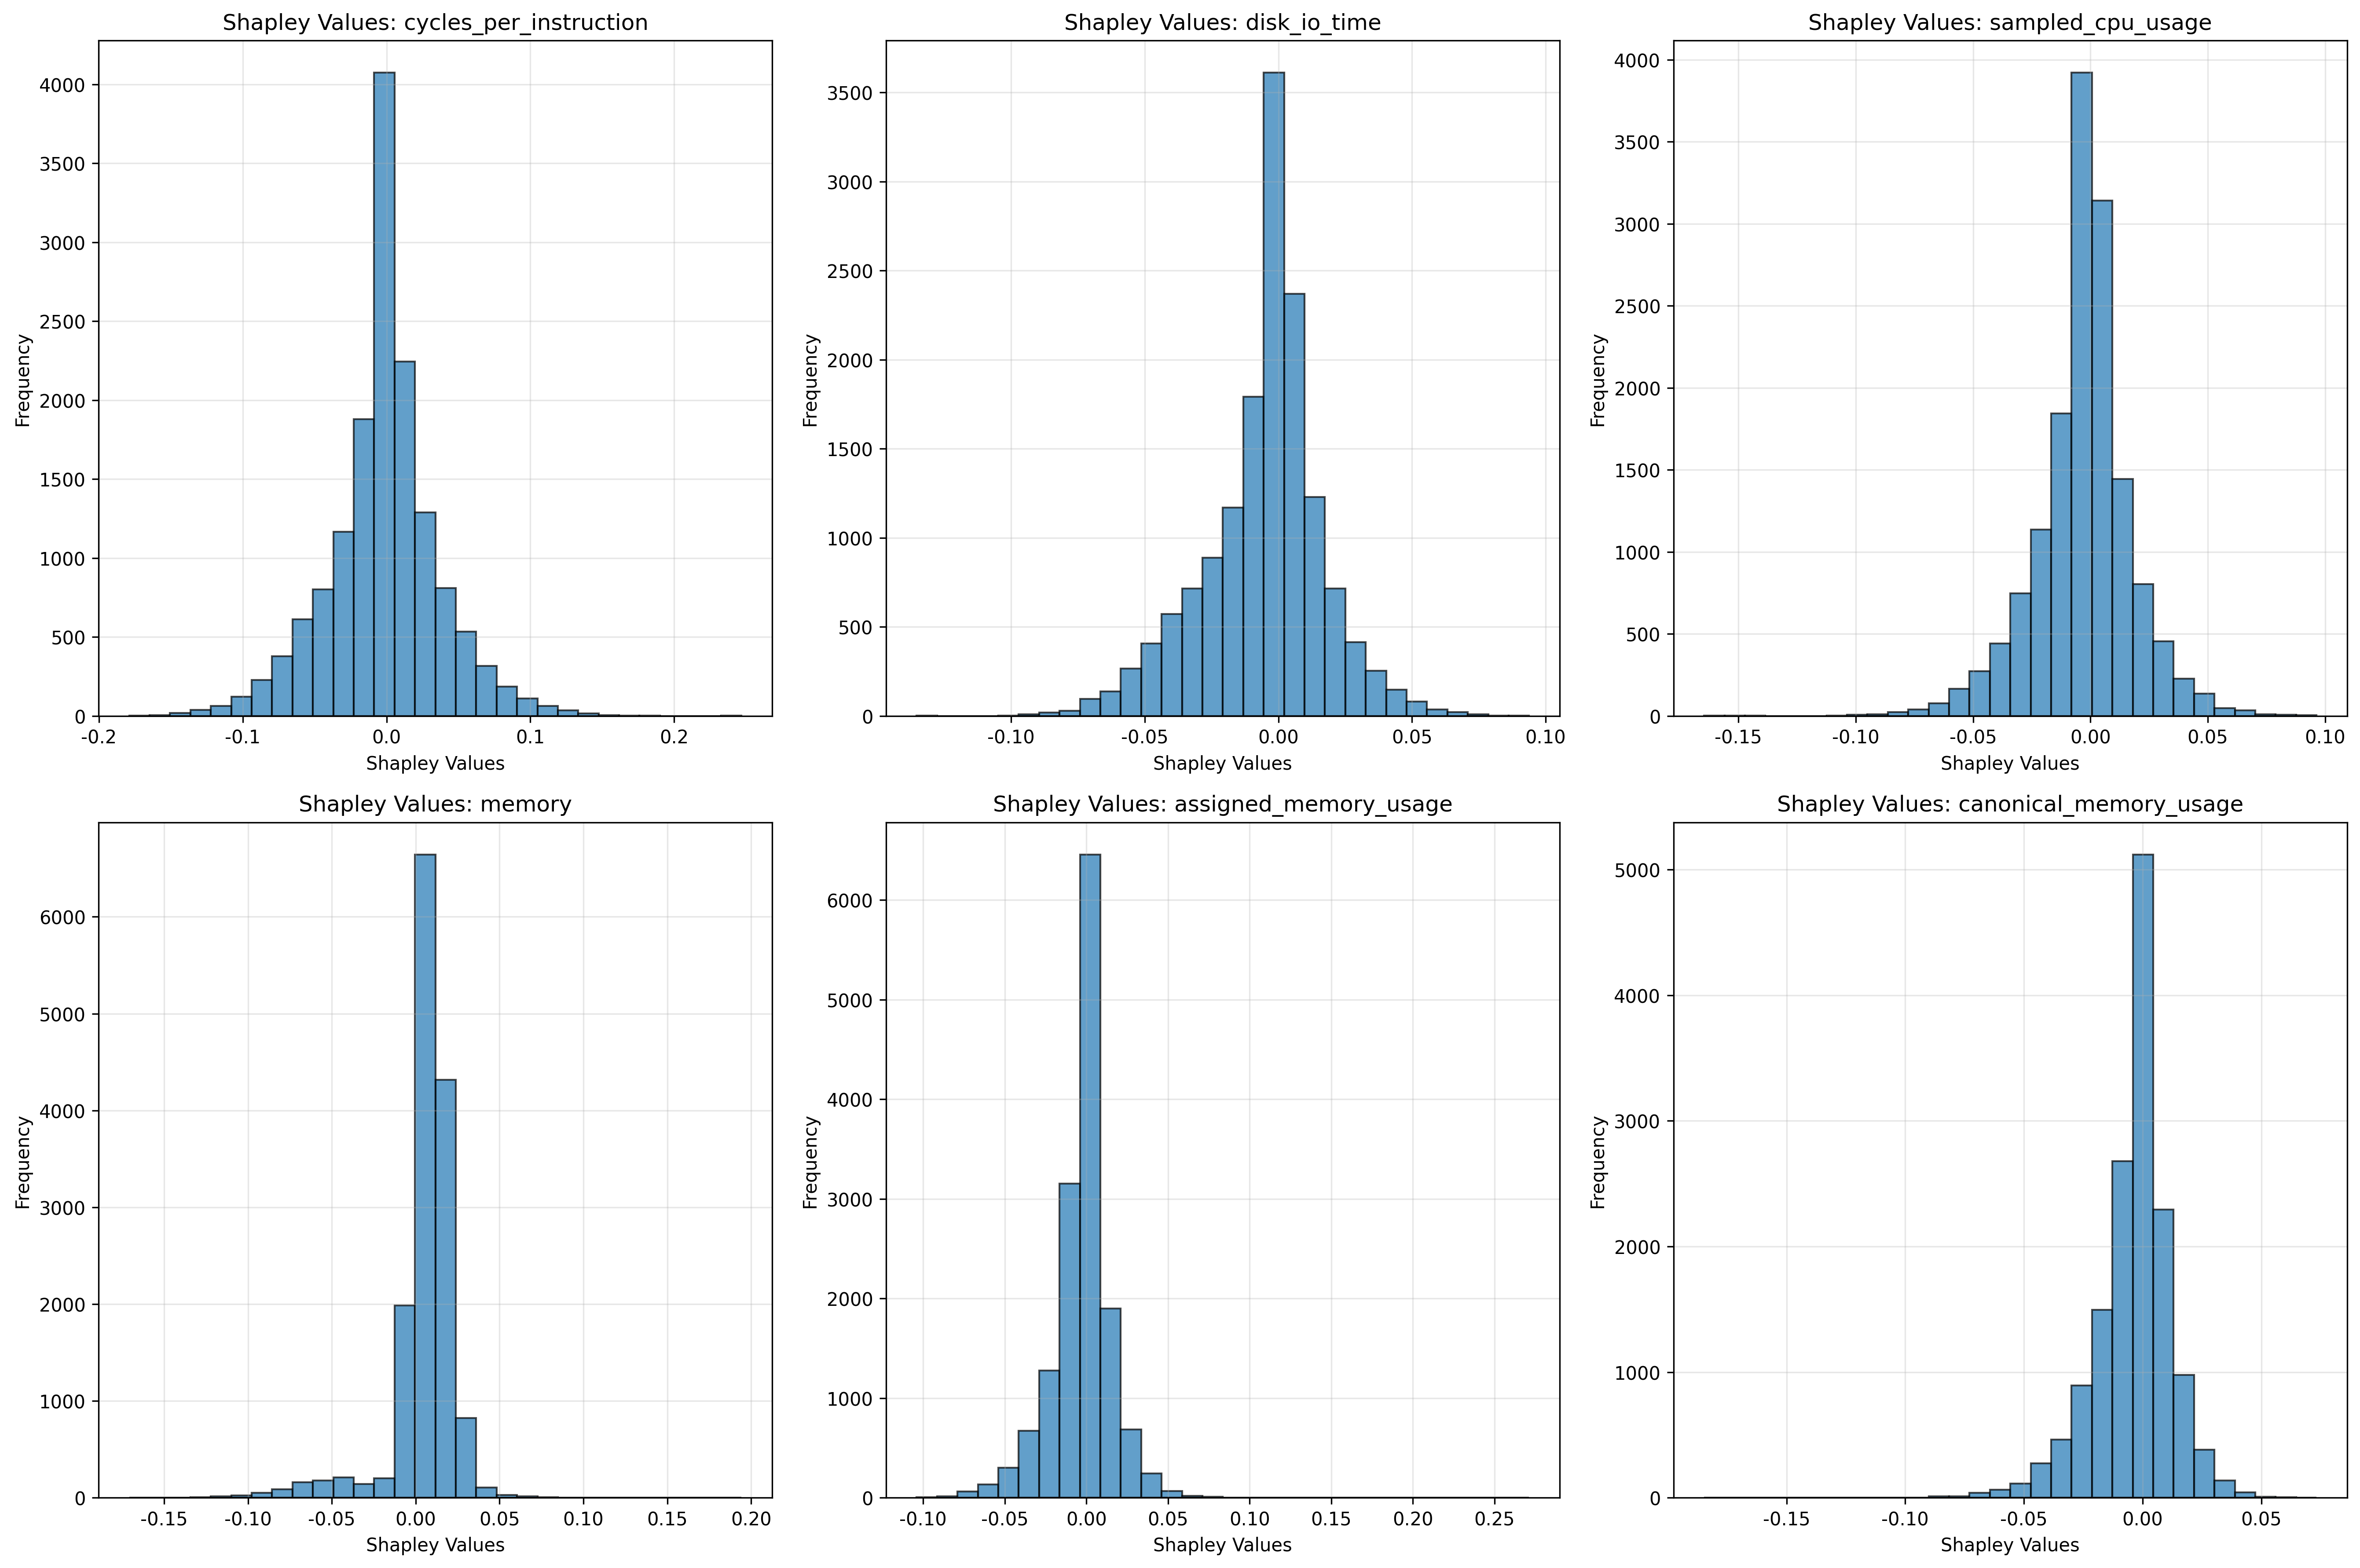 Shapley Values: cycles_per_instruction
Frequency
4000
3500
3000
2500
2000
1500
1000
500
0
-0.2 -0.1 0.0 0.1 0.2
Shapley Values
Shapley Values: disk_io_time
Frequency
3500
3000
2500
2000
1500
1000
500
0
-0.10 -0.05 0.00 0.05 0.10
Shapley Values
Shapley Values: sampled_cpu_usage
Frequency
4000
3500
3000
2500
2000
1500
1000
500
0
-0.15 -0.10 -0.05 0.00 0.05 0.10
Shapley Values
Shapley Values: memory
Frequency
6000
5000
4000
3000
2000
1000
0
-0.15 -0.10 -0.05 0.00 0.05 0.10 0.15 0.20
Shapley Values
Shapley Values: assigned_memory_usage
Frequency
6000
5000
4000
3000
2000
1000
0
-0.10 -0.05 0.00 0.05 0.10 0.15 0.20 0.25
Shapley Values
Shapley Values: canonical_memory_usage
Frequency
5000
4000
3000
2000
1000
0
-0.15 -0.10 -0.05 0.00 0.05
Shapley Values